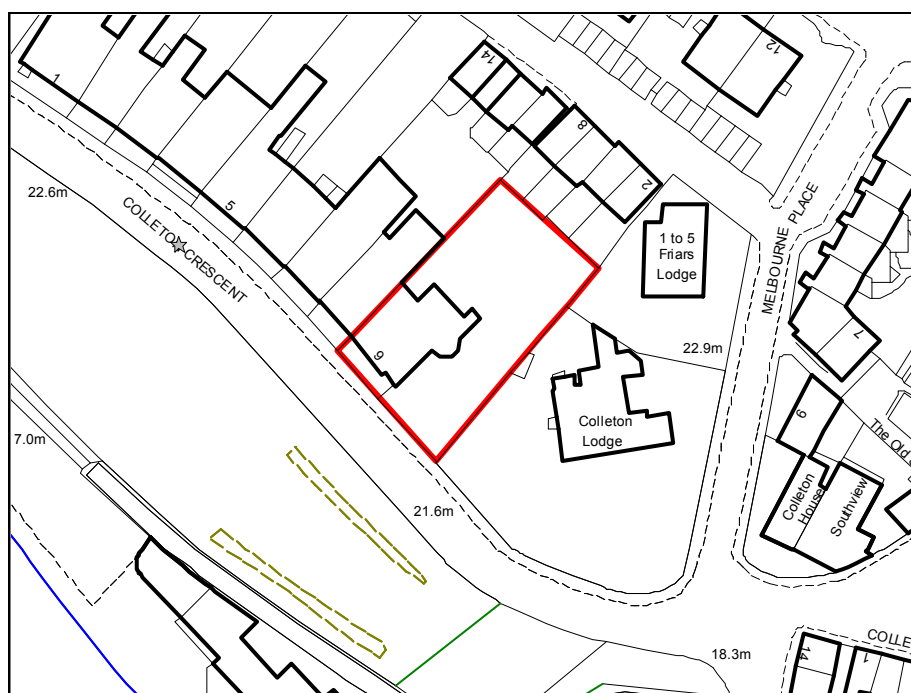 1
14
12
8
2
5
22.6m
COLLETON CRESCENT
MELBOURNE PLACE
1 to 5
Friars
Lodge
6
22.9m
7
Colleton
Lodge
9
The Old
7.0m
Colleton
House
Southview
21.6m
18.3m
COLLE
14
1